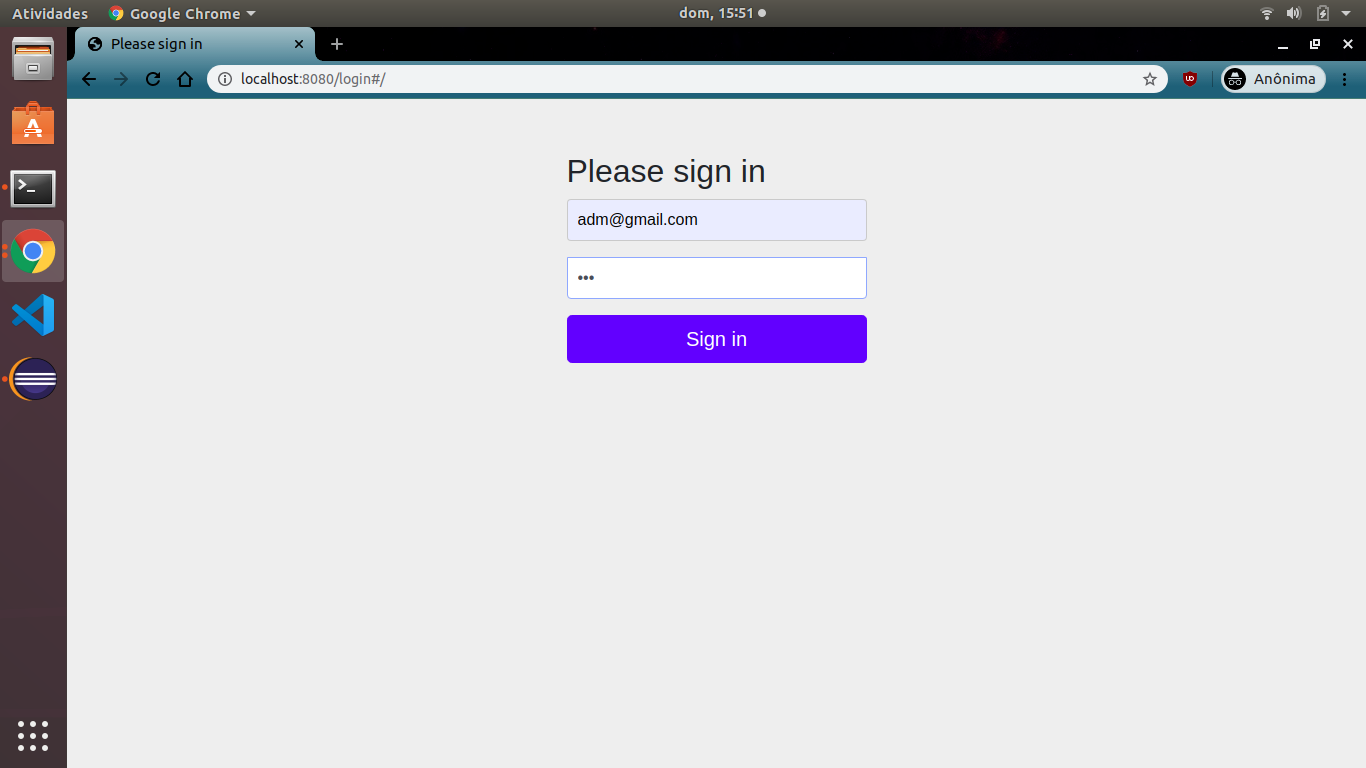 Atividades Google Chrome dom, 15:51
Please sign in
localhost:8080/login#/ Anônima
Please sign in
adm@gmail.com
•••
Sign in